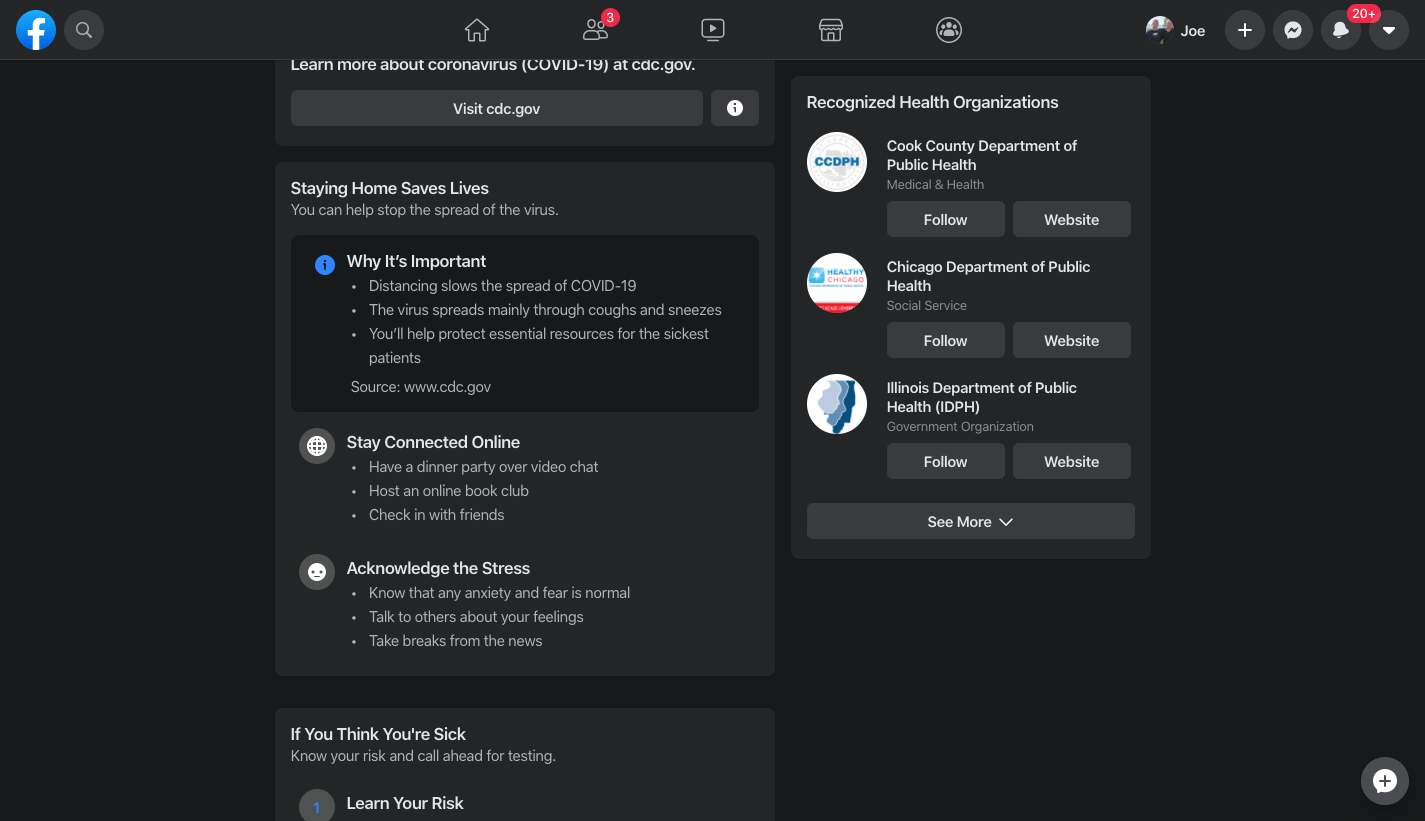 3
Joe
20+
Learn more about coronavirus (COVID-19) at cdc.gov.
Visit cdc.gov
Staying Home Saves Lives
You can help stop the spread of the virus.
Why It’s Important
• Distancing slows the spread of COVID-19
• The virus spreads mainly through coughs and sneezes
• You’ll help protect essential resources for the sickest
patients
Source: www.cdc.gov
Stay Connected Online
• Have a dinner party over video chat
• Host an online book club
• Check in with friends
Acknowledge the Stress
• Know that any anxiety and fear is normal
• Talk to others about your feelings
• Take breaks from the news
If You Think You're Sick
Know your risk and call ahead for testing.
1
Learn Your Risk
Recognized Health Organizations
CCDPH
Cook County Department of
Public Health
Medical & Health
Follow
Website
HEALTHY
CHICAGO
Chicago Department of Public
Health
Social Service
Follow
Website
Illinois Department of Public
Health (IDPH)
Government Organization
Follow
Website
See More